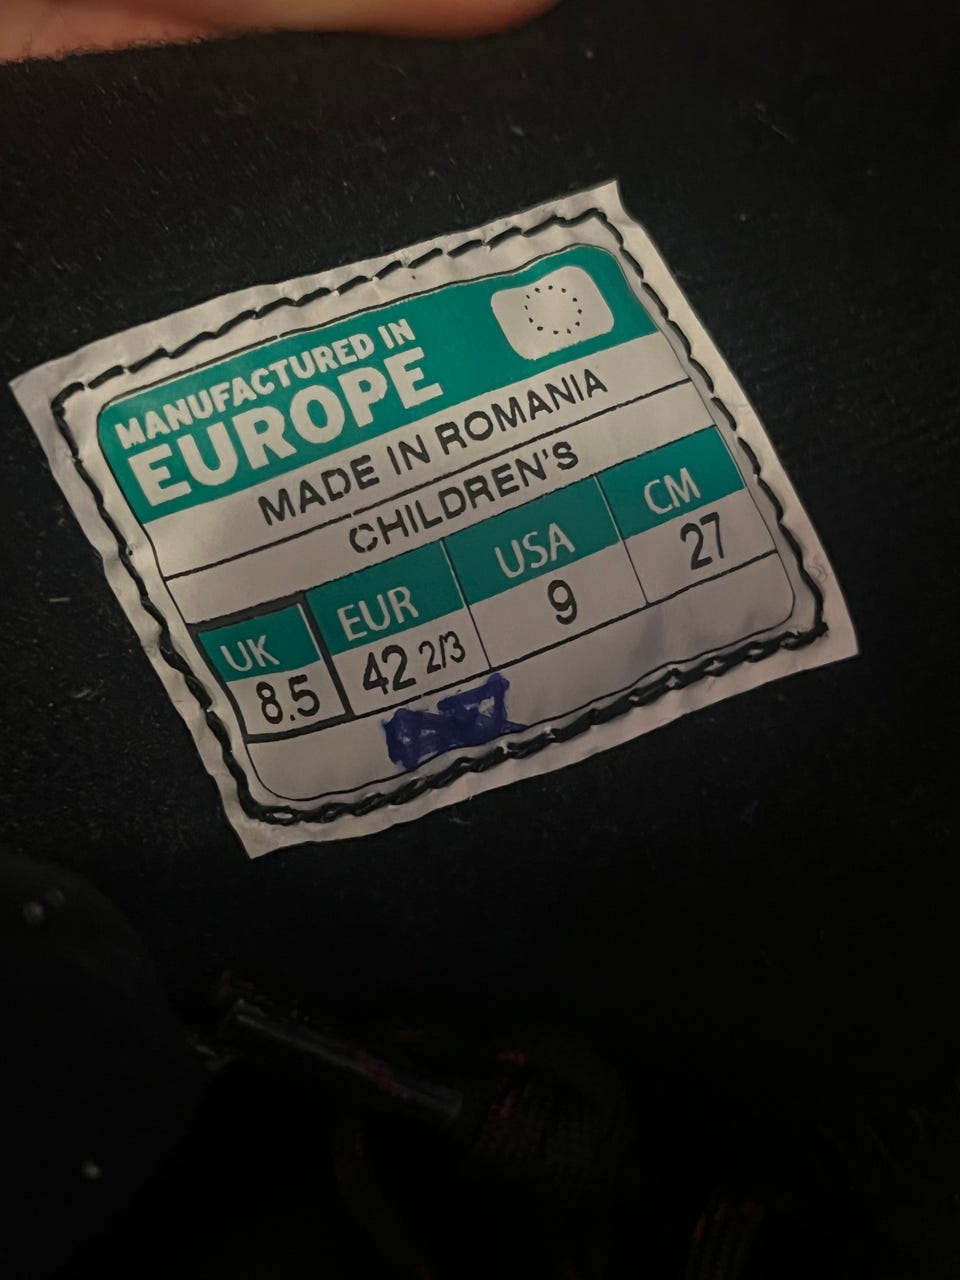 MANUFACTURED IN
EUROPE
MADE IN ROMANIA
CHILDREN'S
UK EUR USA CM
8.5 42 2/3 9 27